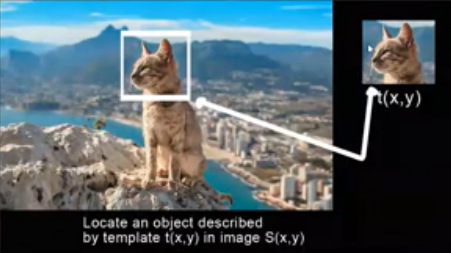 t(x,y)
Locate an object described
by template t(x,y) in image S(x,y)